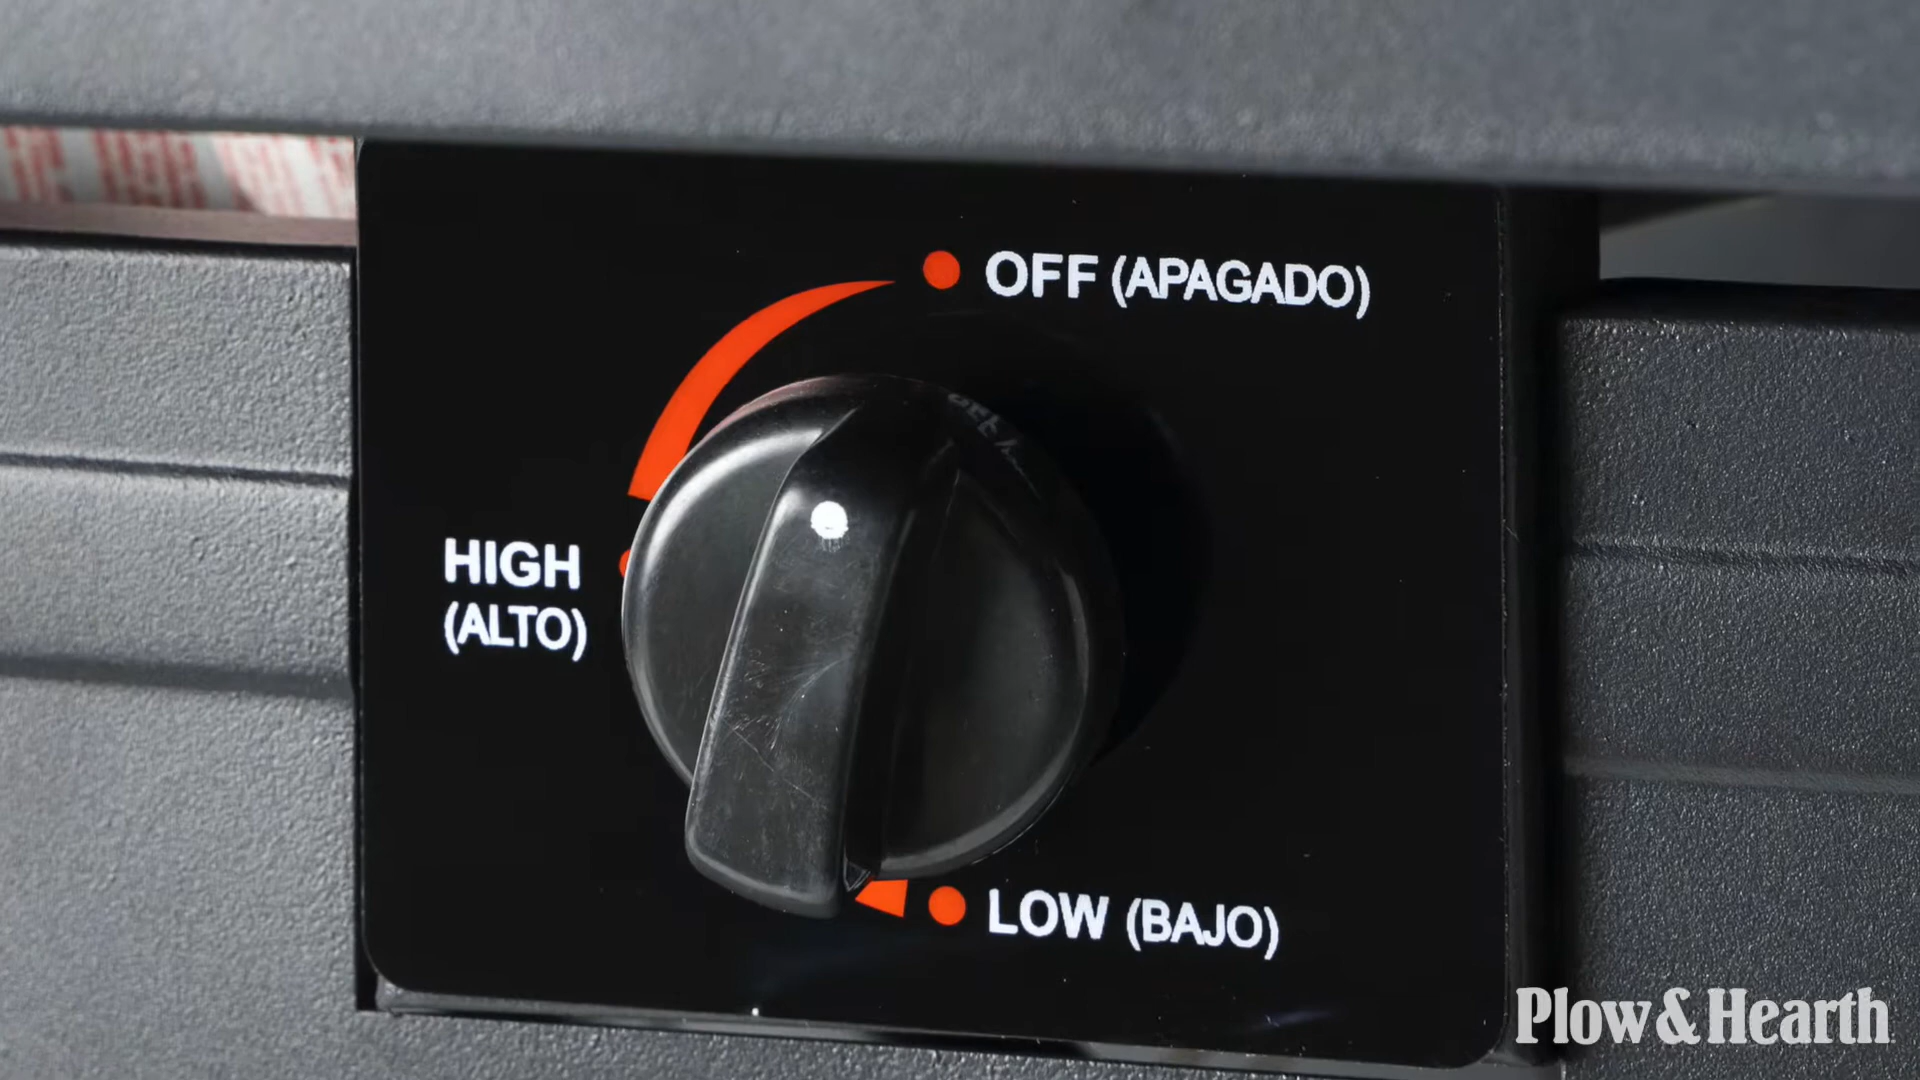 OFF (APAGADO)
HIGH
(ALTO)
LOW (BAJO)
Plow & Hearth